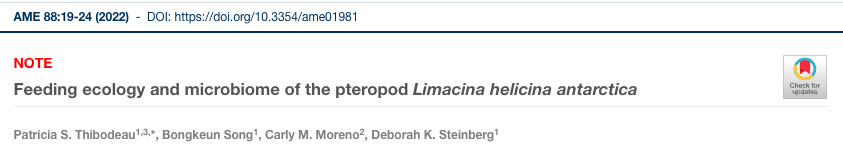 AME 88:19-24 (2022) - DOI: https://doi.org/10.3354/ame01981
NOTE
Feeding ecology and microbiome of the pteropod Limacina helicina antarctica
Check for
updates
Patricia S. Thibodeau1,3,*, Bongkeun Song1, Carly M. Moreno2, Deborah K. Steinberg1